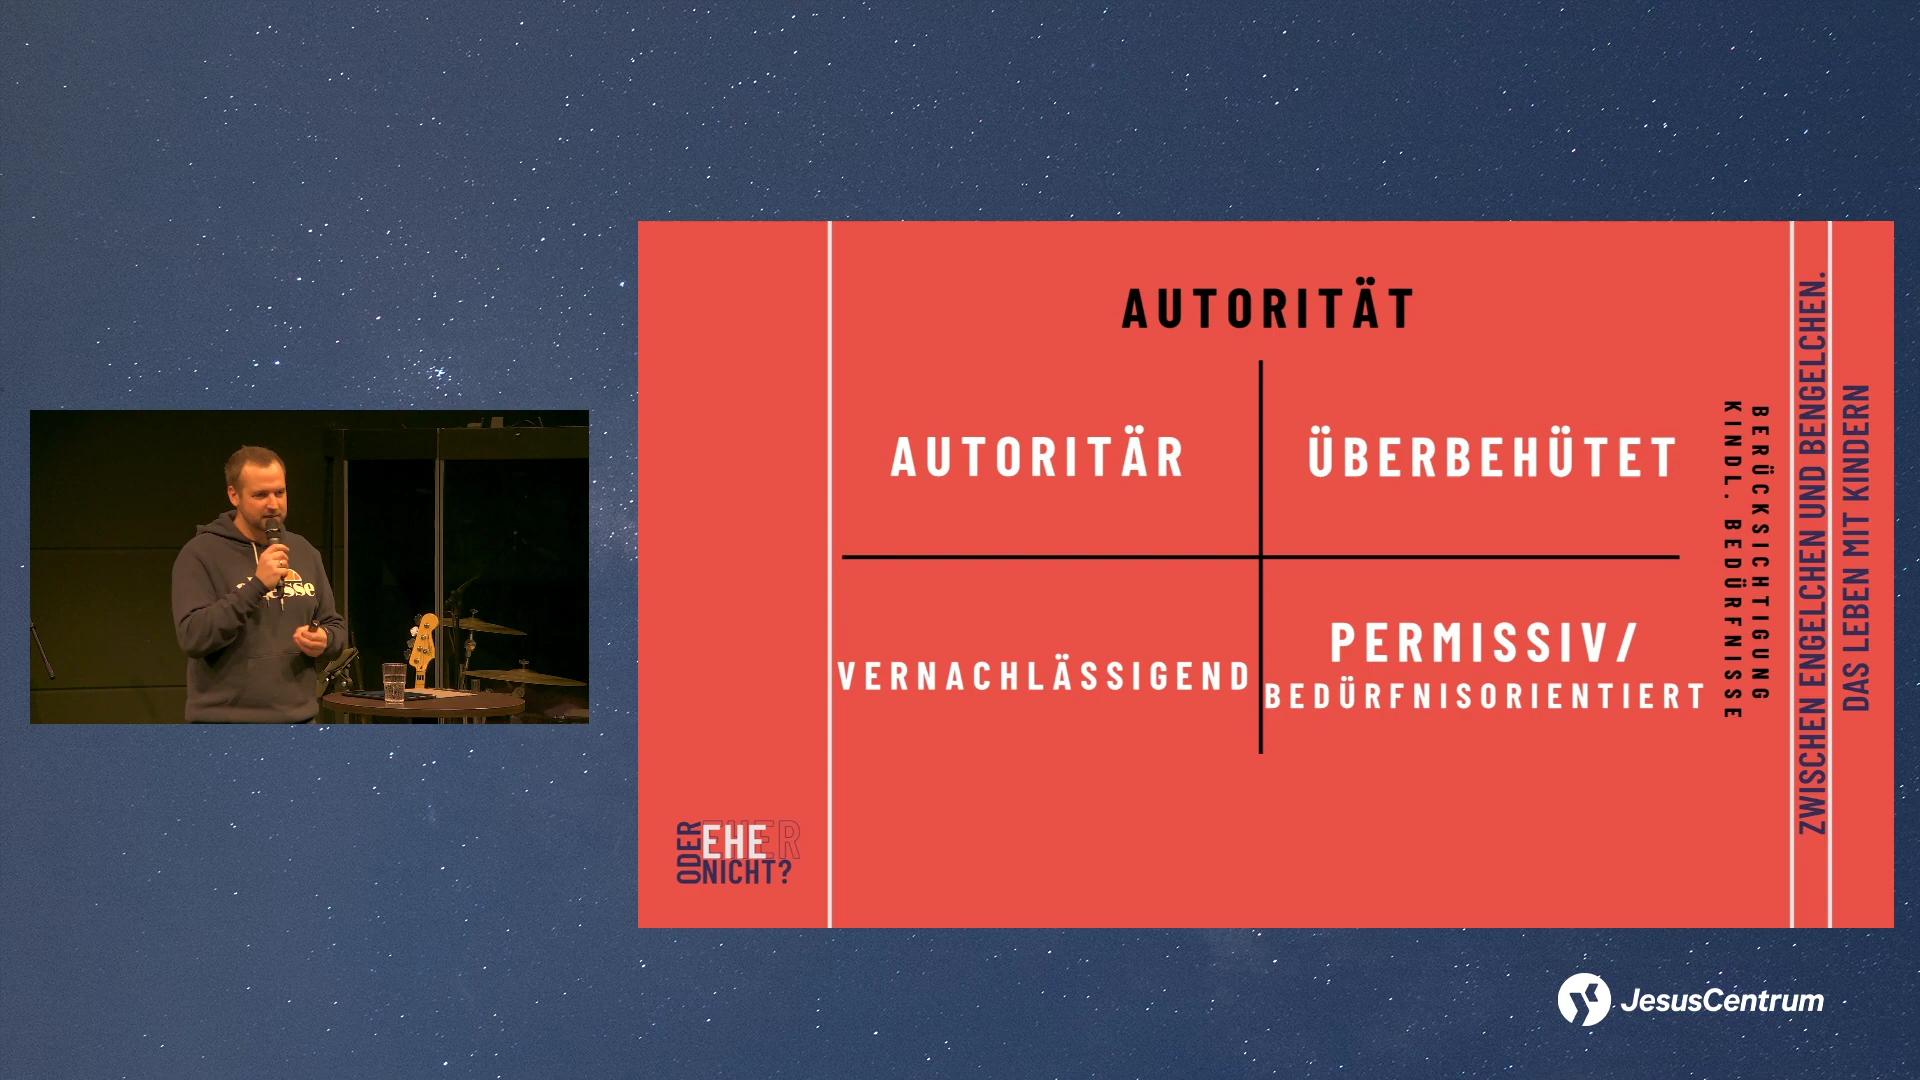 AUTORITÄT
AUTORITÄR
ÜBERBEHÜTET
VERNACHLÄSSIGEND
PERMISSIV/
BEDÜRFNISORIENTIERT
BERÜCKSICHTIGUNG
KINDL. BEDÜRFNISSE
ZWISCHEN ENGELCHEN UND BENGELCHEN.
DAS LEBEN MIT KINDERN
ODER
EHER
NICHT?
JesusCentrum